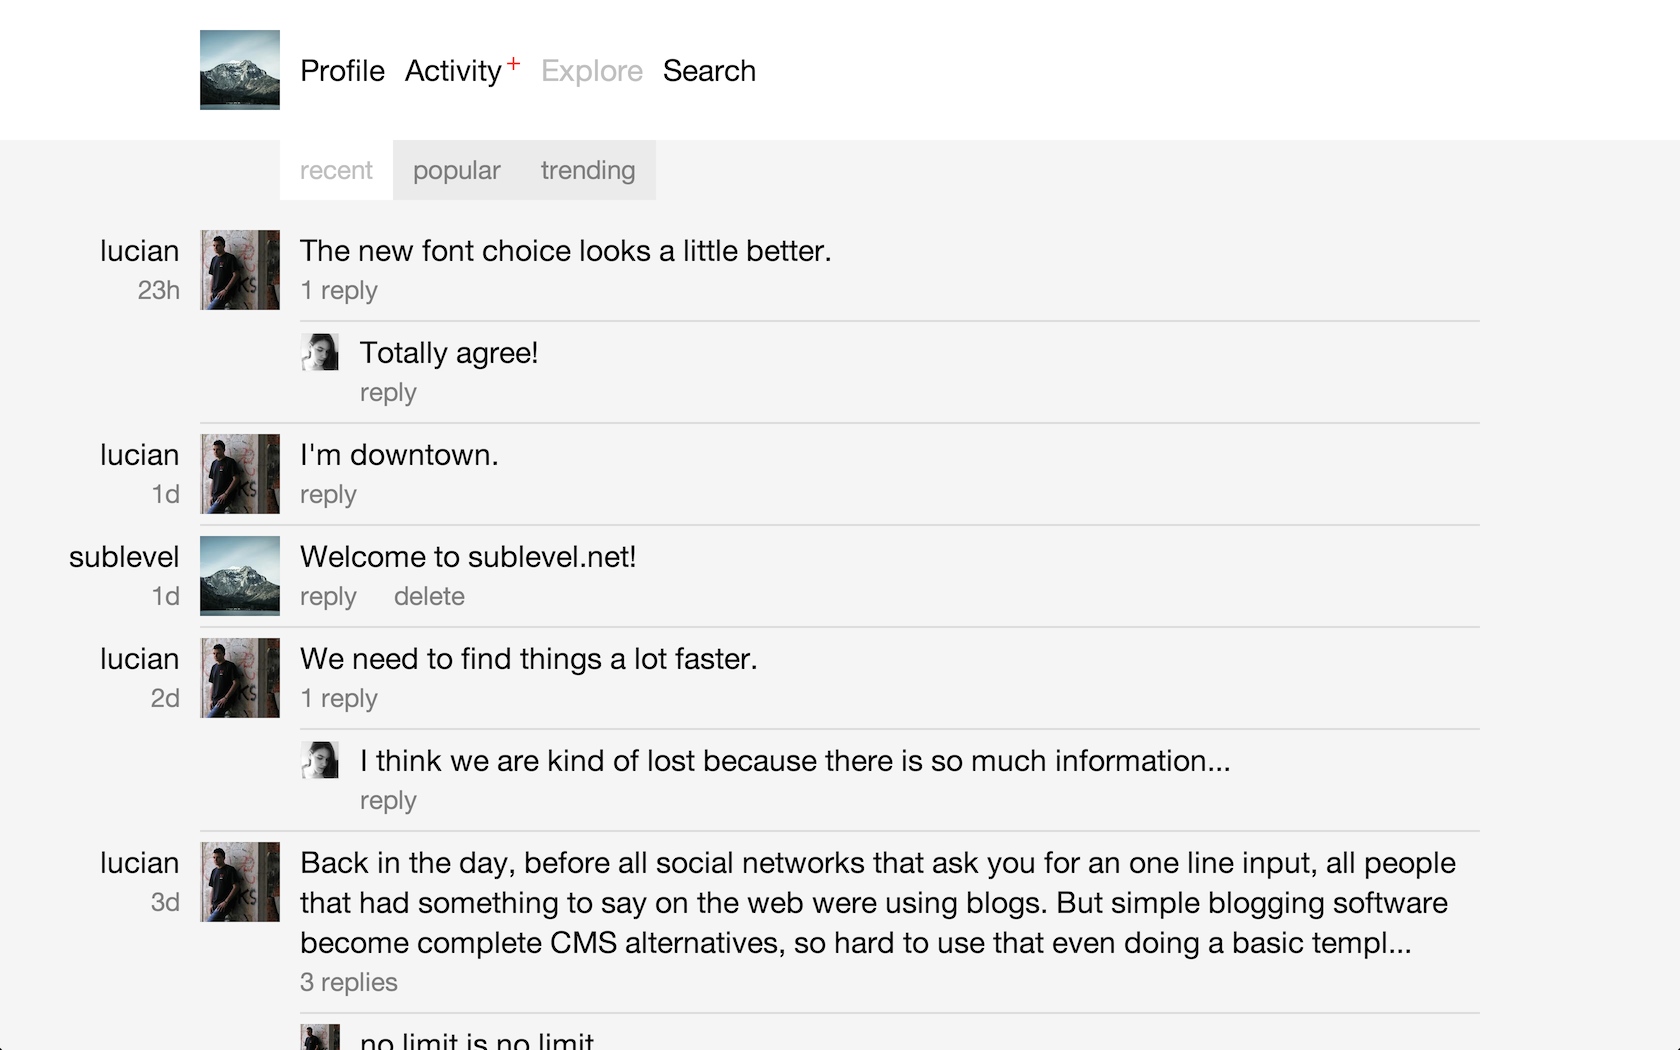 Profile Activity+ Explore Search
recent popular trending
lucian The new font choice looks a little better.
23h 1 reply
Totally agree!
reply
lucian I'm downtown.
1d reply
sublevel Welcome to sublevel.net!
1d reply delete
lucian We need to find things a lot faster.
2d 1 reply
I think we are kind of lost because there is so much information...
reply
lucian Back in the day, before all social networks that ask you for an one line input, all people
3d that had something to say on the web were using blogs. But simple blogging software
become complete CMS alternatives, so hard to use that even doing a basic templ...
3 replies
no limit is no limit